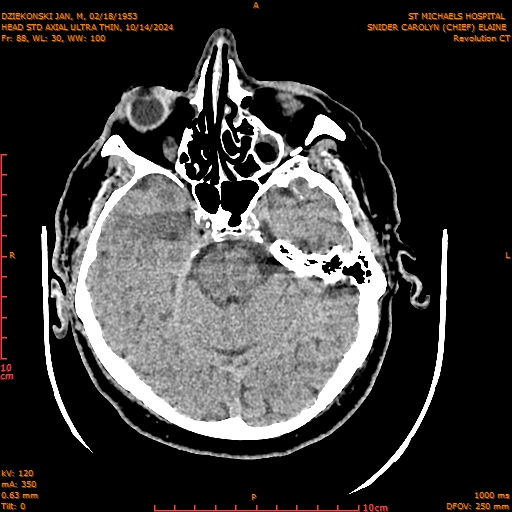 A
DZIEKONSKI JAN, M, 02/18/1953
HEAD STD AXIAL ULTRA THIN, 10/14/2024
Fr: 88, WL: 30, WW: 100
ST MICHAELS HOSPITAL
SNIDER CAROLYN (CHIEF) ELAINE
Revolution CT
R
L
10
cm
kV: 120
mA: 350
0.63 mm
Tilt: 0
P
10cm
1000 ms
DFOV: 250 mm